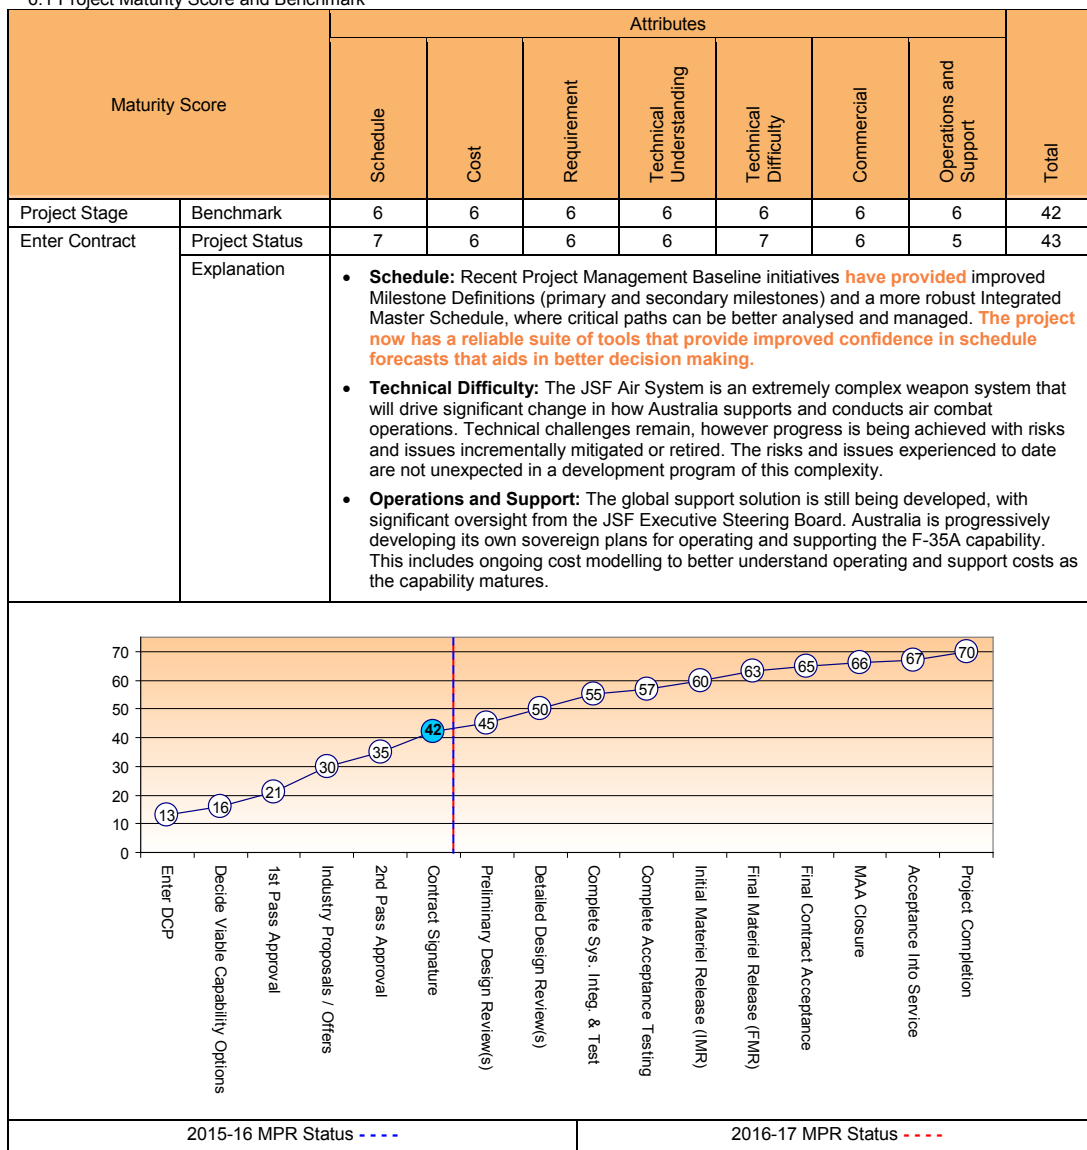 6.1 Project Maturity Score and Benchmark
Maturity Score
Attributes
Schedule
Cost
Requirement
Technical
Understanding
Technical
Difficulty
Commercial
Operations and
Support
Total
Project Stage Benchmark 6 6 6 6 6 6 6 42
Enter Contract Project Status 7 6 6 6 7 6 5 43
Explanation
• Schedule: Recent Project Management Baseline initiatives have provided improved
Milestone Definitions (primary and secondary milestones) and a more robust Integrated
Master Schedule, where critical paths can be better analysed and managed. The project
now has a reliable suite of tools that provide improved confidence in schedule
forecasts that aids in better decision making.
• Technical Difficulty: The JSF Air System is an extremely complex weapon system that
will drive significant change in how Australia supports and conducts air combat
operations. Technical challenges remain, however progress is being achieved with risks
and issues incrementally mitigated or retired. The risks and issues experienced to date
are not unexpected in a development program of this complexity.
• Operations and Support: The global support solution is still being developed, with
significant oversight from the JSF Executive Steering Board. Australia is progressively
developing its own sovereign plans for operating and supporting the F-35A capability.
This includes ongoing cost modelling to better understand operating and support costs as
the capability matures.
70
60
50
40
30
20
10
0
13
16
21
30
35
42
45
50
55
57
60
63
65
66
67
70
Enter DCP
Decide Viable Capability Options
1st Pass Approval
Industry Proposals / Offers
2nd Pass Approval
Contract Signature
Preliminary Design Review(s)
Detailed Design Review(s)
Complete Sys. Integ. & Test
Complete Acceptance Testing
Initial Materiel Release (IMR)
Final Materiel Release (FMR)
Final Contract Acceptance
MAA Closure
Acceptance Into Service
Project Completion
2015-16 MPR Status - - - -
2016-17 MPR Status - - - -